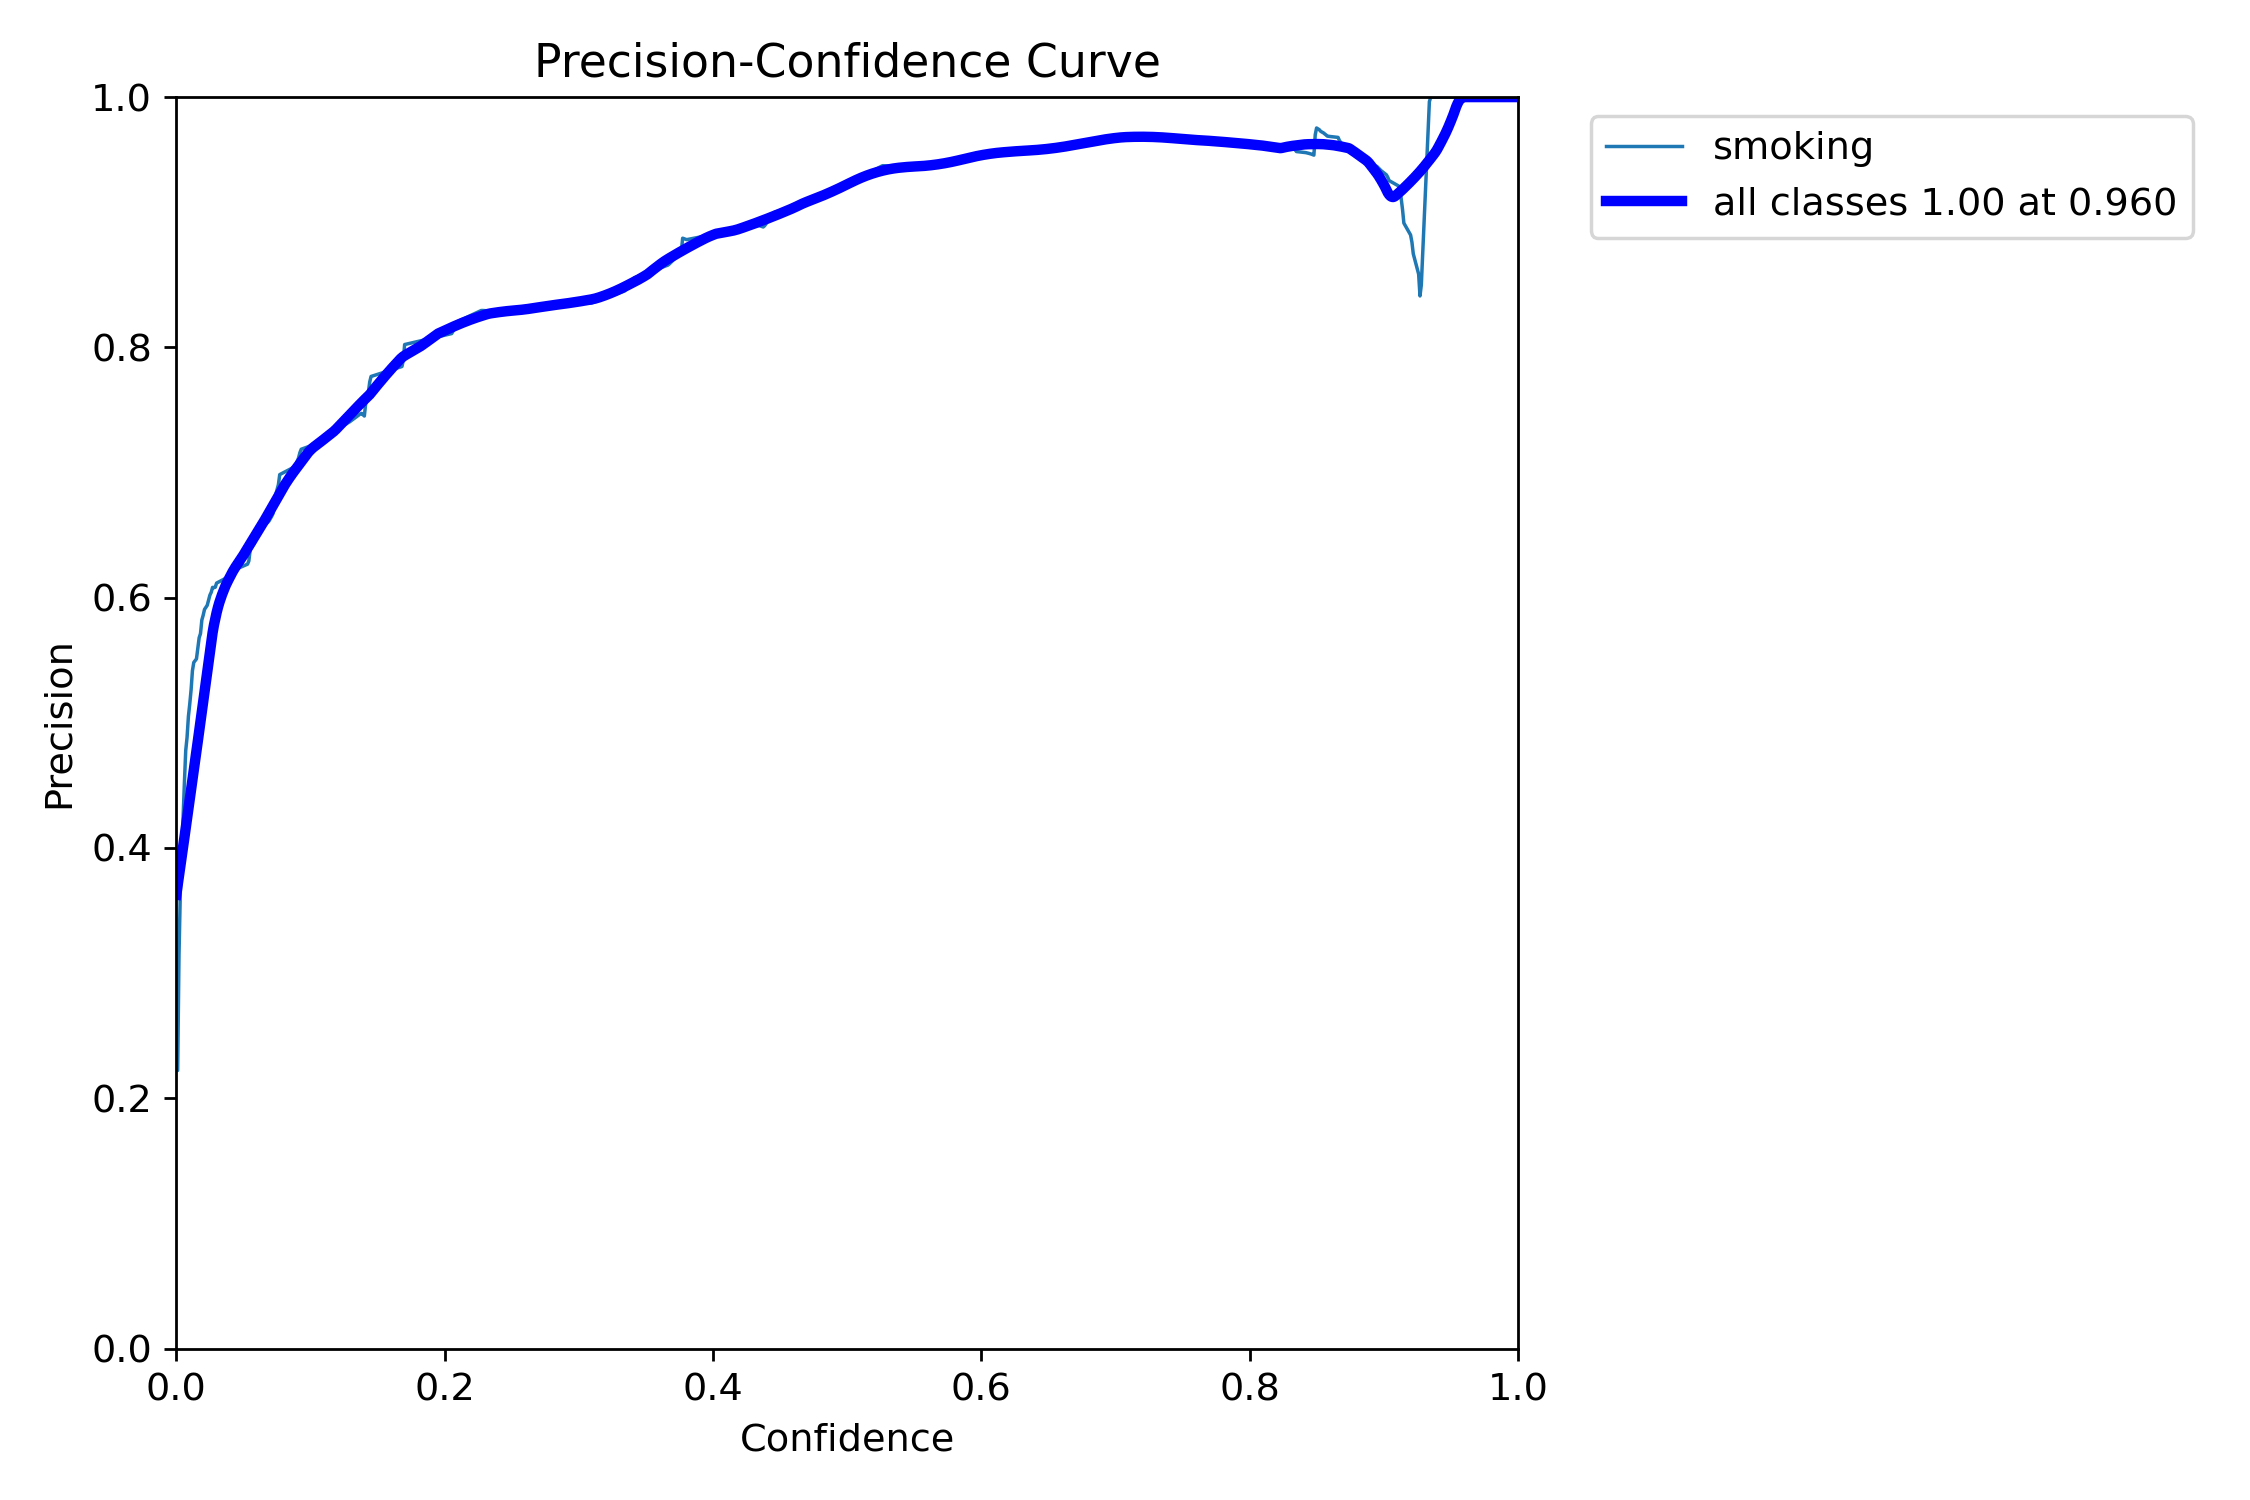 Precision-Confidence Curve
1.0
0.8
0.6
0.4
0.2
0.0
Precision
0.0 0.2 0.4 0.6 0.8 1.0
Confidence
smoking
all classes 1.00 at 0.960